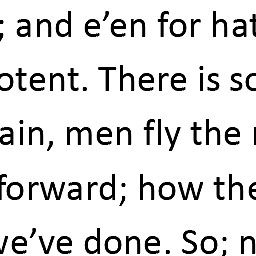 ; and e’en for hat
otent. There is so
ain, men fly the
forward; how the
we’ve done. So; n